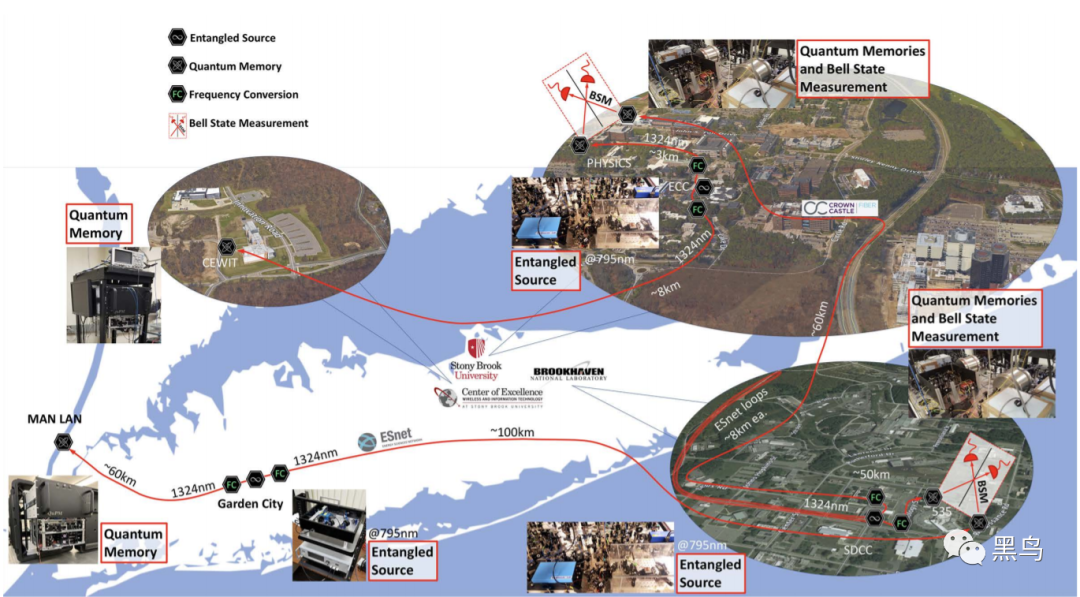 Entangled Source
Quantum Memory
FC
Frequency Conversion
Bell State Measurement
BSM
Quantum Memories
and Bell State
Measurement
1324nm
~3km
PHYSICS
FC
ECC
FC
CC CROWN
CASTLE FIBER
1324nm
~8km
Entangled
Source
@795nm
Quantum
Memory
CEWIT
~60km
Quantum Memories
and Bell State
Measurement
Stony Brook
University
BROOKHAVEN
NATIONAL LABORATORY
Center of Excellence
WIRELESS AND INFORMATION TECHNOLOGY
AT STONY BROOK UNIVERSITY
MAN LAN
~60km
1324nm
FC
FC
Garden City
1324nm
ESnet
~100km
ESnet loops
~8km ea.
~50km
1324nm
FC
FC
~535
BSM
SDCC
Quantum
Memory
@795nm
Entangled
Source
@795nm
Entangled
Source
黑鸟